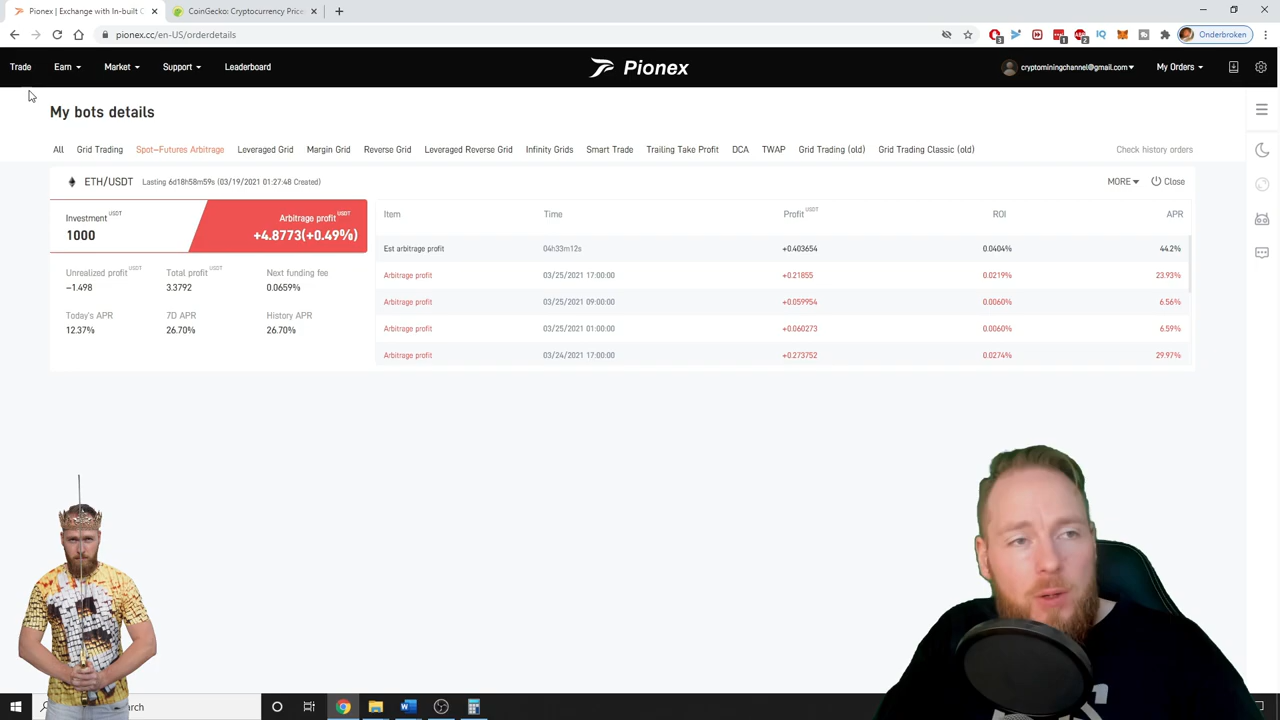 Pionex | Exchange with In-built C
CoinGecko: Cryptocurrency Price
pionex.cc/en-US/orderdetails
Onderbroken
Trade
Earn
Market
Support
Leaderboard
Pionex
cryptominingchannel@gmail.com
My Orders
My bots details
All
Grid Trading
Spot-Futures Arbitrage
Leveraged Grid
Margin Grid
Reverse Grid
Leveraged Reverse Grid
Infinity Grids
Smart Trade
Trailing Take Profit
DCA
TWAP
Grid Trading (old)
Grid Trading Classic (old)
Check history orders
ETH/USDT Lasting 6d18h58m59s (03/19/2021 01:27:48 Created)
MORE
Close
Investment USDT
1000
Arbitrage profit USDT
+4.8773(+0.49%)
Unrealized profit USDT
-1.498
Total profit USDT
3.3792
Next funding fee
0.0659%
Today's APR
12.37%
7D APR
26.70%
History APR
26.70%
Item Time Profit USDT ROI APR
Est arbitrage profit 04h33m12s +0.403654 0.0404% 44.2%
Arbitrage profit 03/25/2021 17:00:00 +0.21855 0.0219% 23.93%
Arbitrage profit 03/25/2021 09:00:00 +0.059954 0.0060% 6.56%
Arbitrage profit 03/25/2021 01:00:00 +0.060273 0.0060% 6.59%
Arbitrage profit 03/24/2021 17:00:00 +0.273752 0.0274% 29.97%
rch